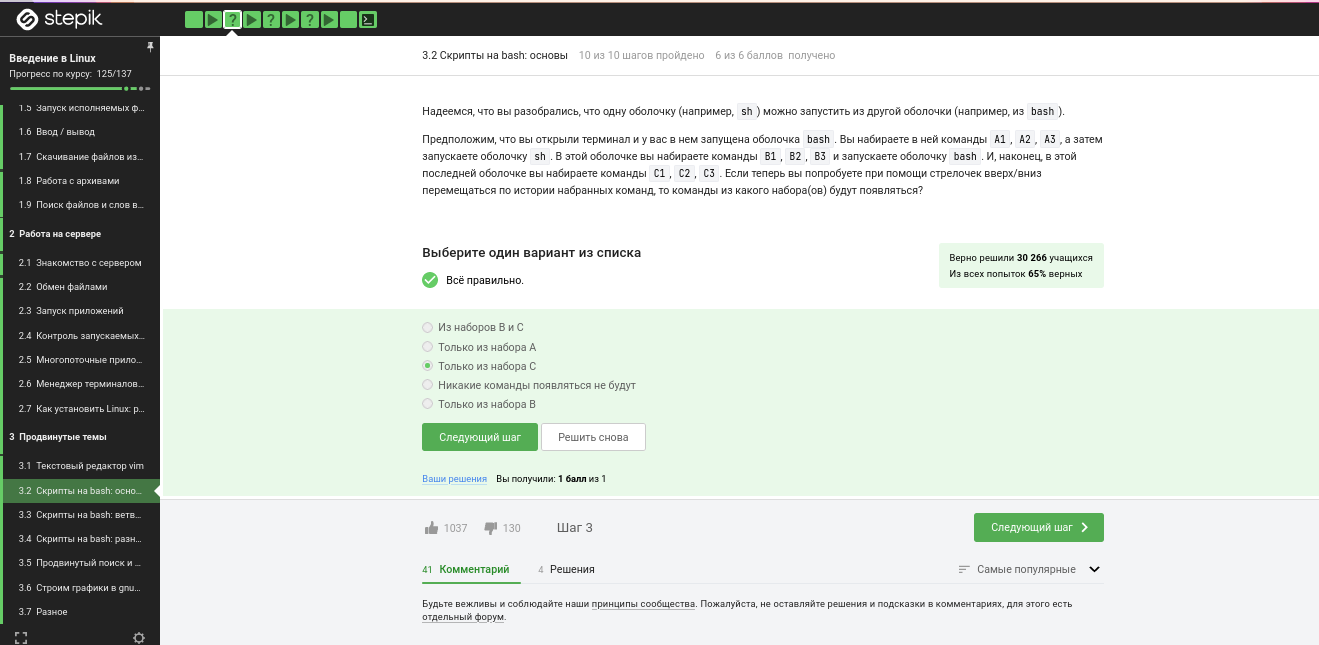 stepik
Введение в Linux
Прогресс по курсу: 125/137
1.5 Запуск исполняемых ф...
1.6 Ввод / вывод
1.7 Скачивание файлов из...
1.8 Работа с архивами
1.9 Поиск файлов и слов в...
2 Работа на сервере
2.1 Знакомство с сервером
2.2 Обмен файлами
2.3 Запуск приложений
2.4 Контроль запускаемых...
2.5 Многопоточные прило...
2.6 Менеджер терминалов...
2.7 Как установить Linux: р...
3 Продвинутые темы
3.1 Текстовый редактор vim
3.2 Скрипты на bash: осно...
3.3 Скрипты на bash: ветв...
3.4 Скрипты на bash: разн...
3.5 Продвинутый поиск и ...
3.6 Строим графики в gnu...
3.7 Разное
3.2 Скрипты на bash: основы 10 из 10 шагов пройдено 6 из 6 баллов получено
Надеемся, что вы разобрались, что одну оболочку (например, sh ) можно запустить из другой оболочки (например, из bash ).
Предположим, что вы открыли терминал и у вас в нем запущена оболочка bash . Вы набираете в ней команды A1 , A2 , A3 , а затем
запускаете оболочку sh . В этой оболочке вы набираете команды B1 , B2 , B3 и запускаете оболочку bash . И, наконец, в этой
последней оболочке вы набираете команды C1 , C2 , C3 . Если теперь вы попробуете при помощи стрелочек вверх/вниз
перемещаться по истории набранных команд, то команды из какого набора(ов) будут появляться?
Выберите один вариант из списка
Всё правильно.
Верно решили 30 266 учащихся
Из всех попыток 65% верных
Из наборов B и C
Только из набора A
Только из набора C
Никакие команды появляться не будут
Только из набора B
Следующий шаг Решить снова
Ваши решения Вы получили: 1 балл из 1
1037 130 Шаг 3 Следующий шаг
41 Комментарий 4 Решения Самые популярные
Будьте вежливы и соблюдайте наши принципы сообщества. Пожалуйста, не оставляйте решения и подсказки в комментариях, для этого есть
отдельный форум.